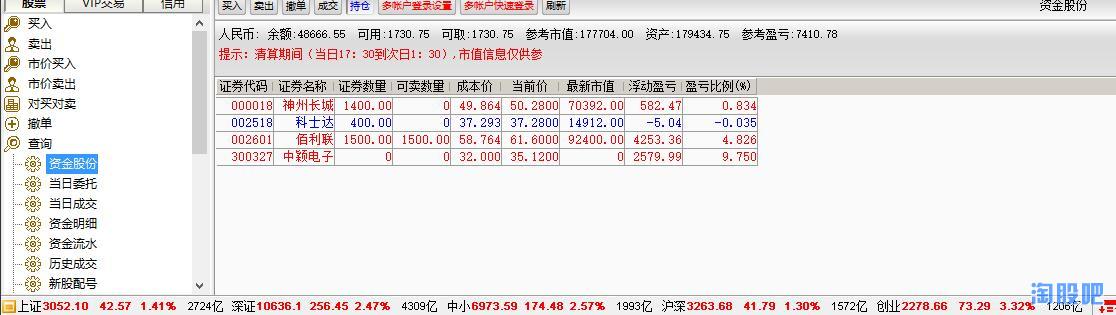 股票 VIP交易 信用
买入 卖出 撤单 成交 持仓 多帐户登录设置 多帐户快速登录 刷新 资金股份
买入
卖出
市价买入
市价卖出
对买对卖
撤单
查询
资金股份
当日委托
当日成交
资金明细
资金流水
历史成交
新股配号
人民币: 余额:48666.55 可用:1730.75 可取:1730.75 参考市值:177704.00 资产:179434.75 参考盈亏:7410.78
提示: 清算期间（当日17: 30到次日1: 30）,市值信息仅供参
证券代码 证券名称 证券数量 可卖数量 成本价 当前价 最新市值 浮动盈亏 盈亏比例(%)
000018 神州长城 1400.00 0 49.864 50.2800 70392.00 582.47 0.834
002518 科士达 400.00 0 37.293 37.2800 14912.00 -5.04 -0.035
002601 佰利联 1500.00 1500.00 58.764 61.6000 92400.00 4253.36 4.826
300327 中颖电子 0 0 32.000 35.1200 0 2579.99 9.750
上证3052.10 42.57 1.41% 2724亿 深证10636.1 256.45 2.47% 4309亿 中小6973.59 174.48 2.57% 1993亿 沪深3263.68 41.79 1.30% 1572亿 创业2278.66 73.29 3.32% 1206亿
淘股吧